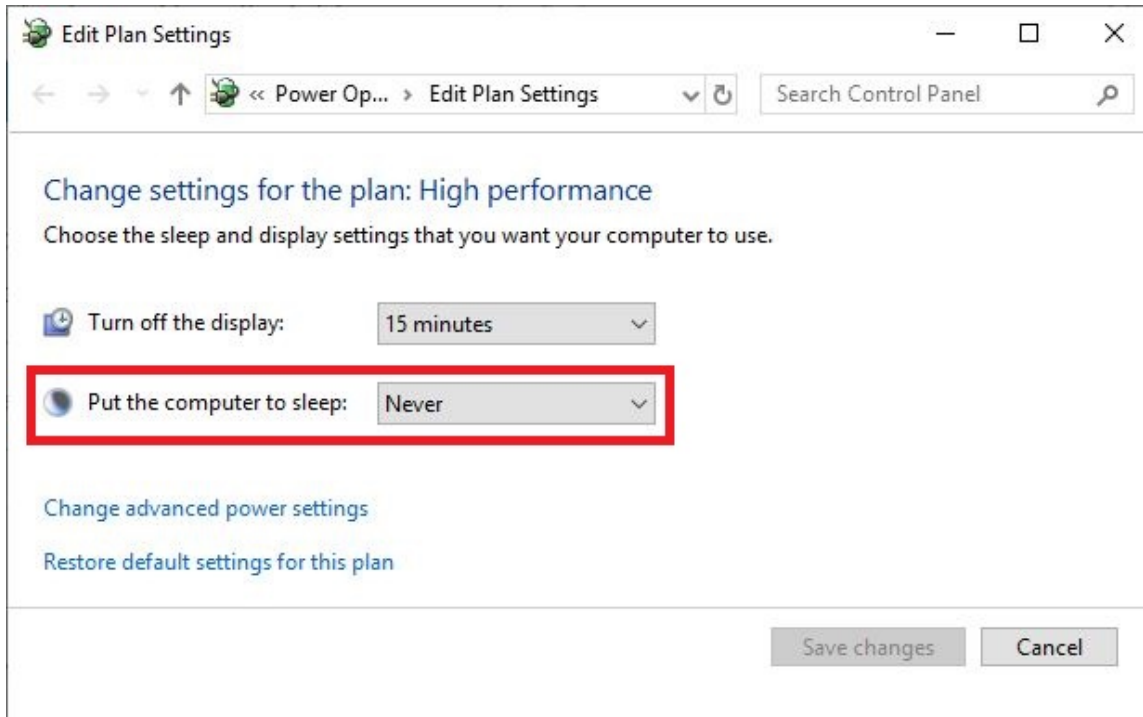 Edit Plan Settings
« Power Op... › Edit Plan Settings
Search Control Panel
Change settings for the plan: High performance
Choose the sleep and display settings that you want your computer to use.
Turn off the display: 15 minutes
Put the computer to sleep: Never
Change advanced power settings
Restore default settings for this plan
Save changes Cancel